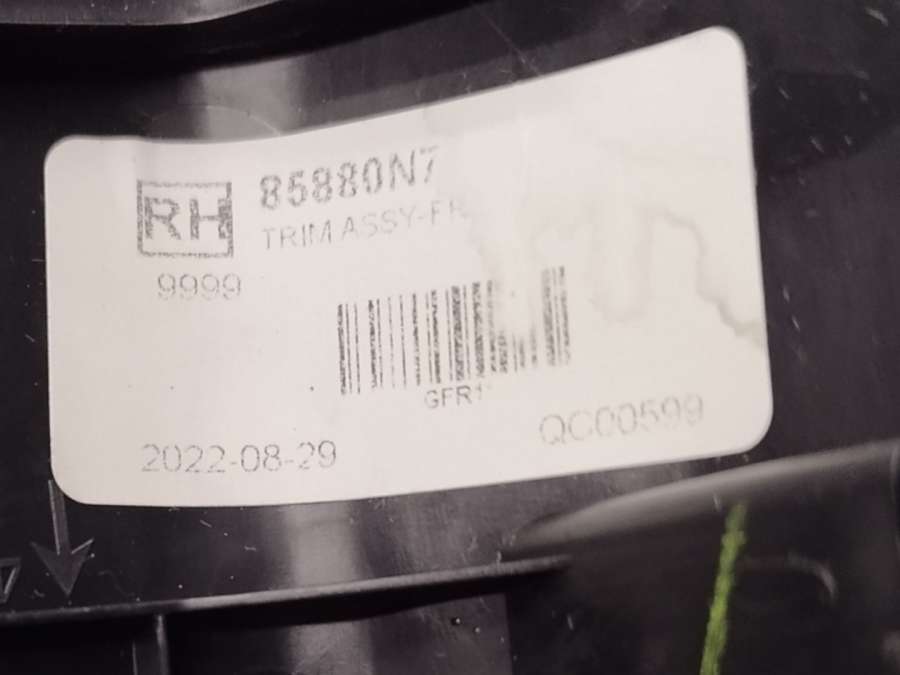 RH
85880N7
TRIM ASSY-FR
9999
GFR1
2022-08-29
QC00599